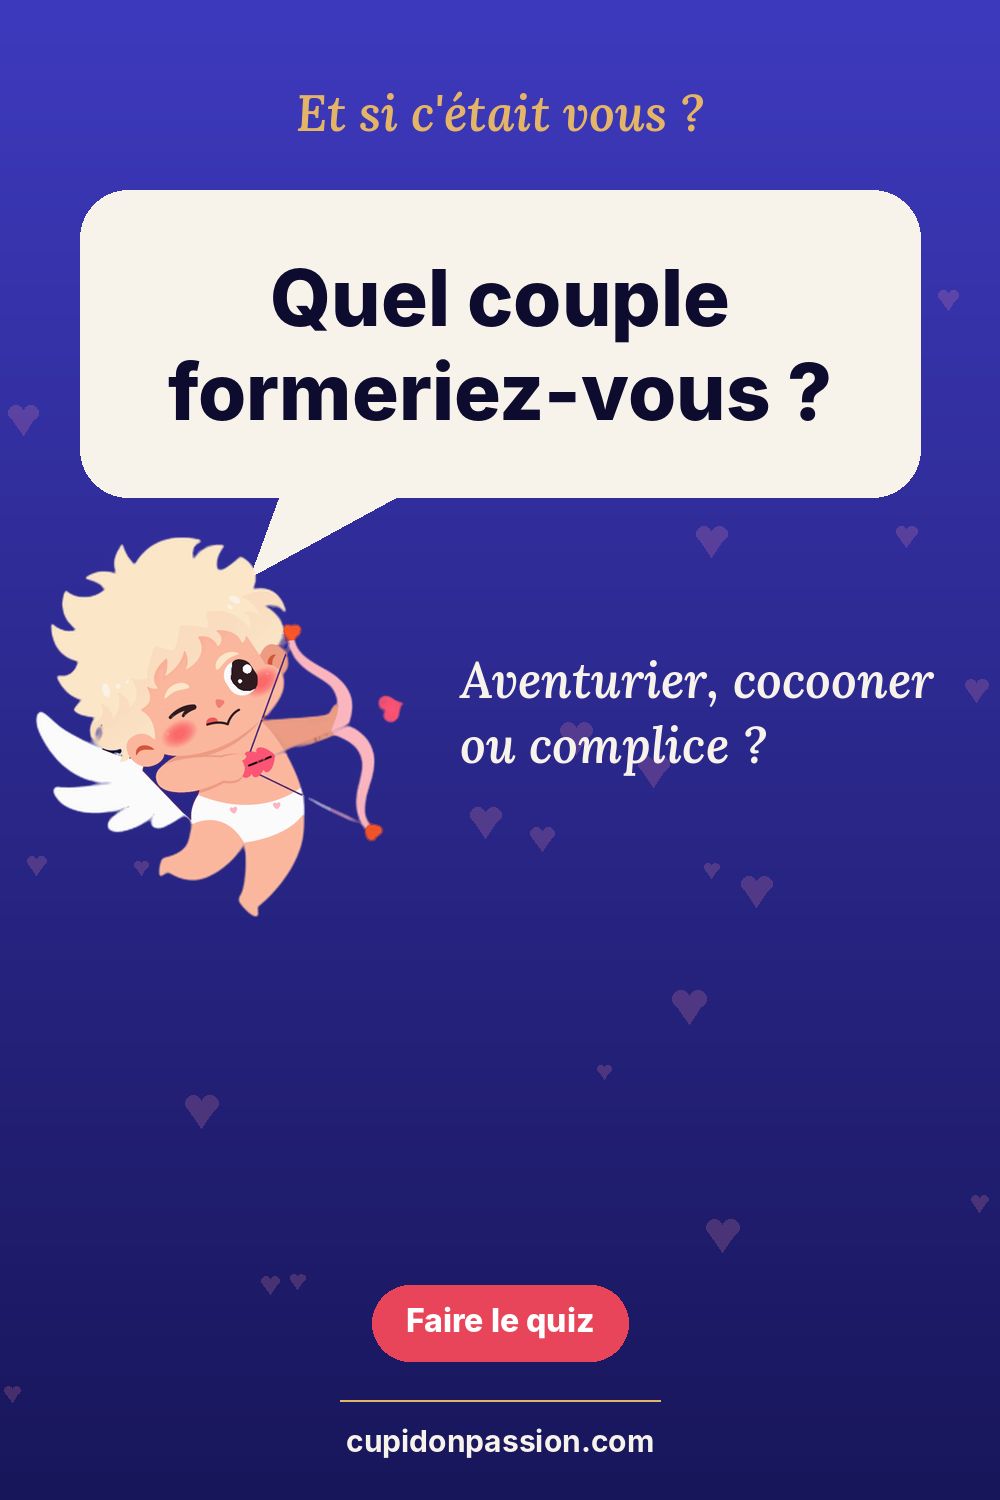 Et si c'était vous ?
Quel couple
formeriez-vous ?
Aventurier, cocooner
ou complice ?
Faire le quiz
cupidonpassion.com